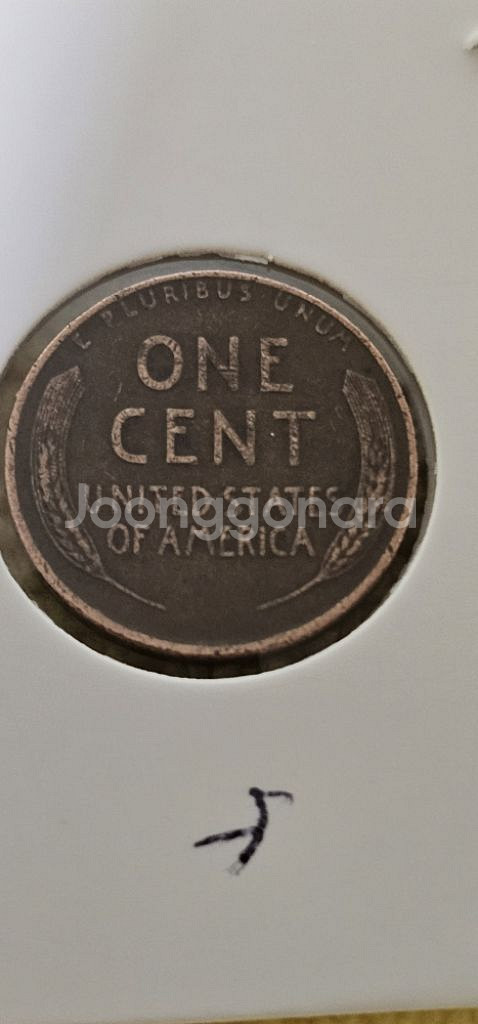 E PLURIBUS UNUM
ONE
CENT
UNITED STATES
Joonggonara
OF AMERICA